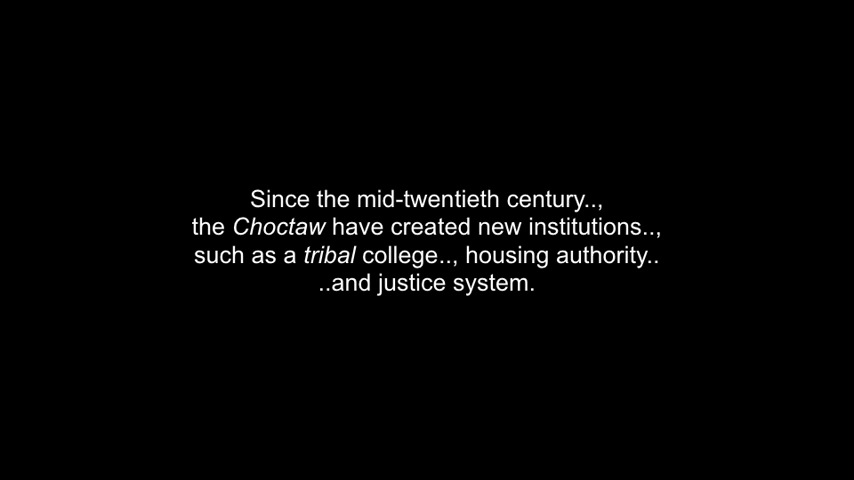 Since the mid-twentieth century..,
the Choctaw have created new institutions..,
such as a tribal college.., housing authority..
..and justice system.